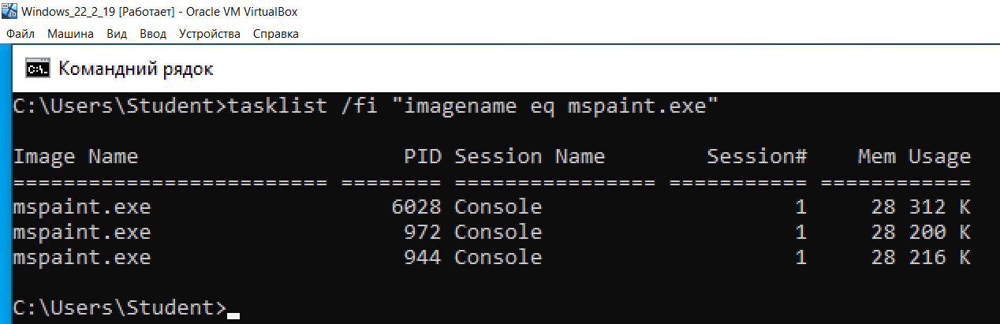 Windows_22_2_19 [Работает] - Oracle VM VirtualBox
Файл Машина Вид Ввод Устройства Справка
Командний рядок
C:\Users\Student>tasklist /fi "imagename eq mspaint.exe"
Image Name                     PID Session Name        Session#    Mem Usage
========================= ======== ================ =========== ============
mspaint.exe                   6028 Console                    1     28 312 K
mspaint.exe                    972 Console                    1     28 200 K
mspaint.exe                    944 Console                    1     28 216 K
C:\Users\Student>